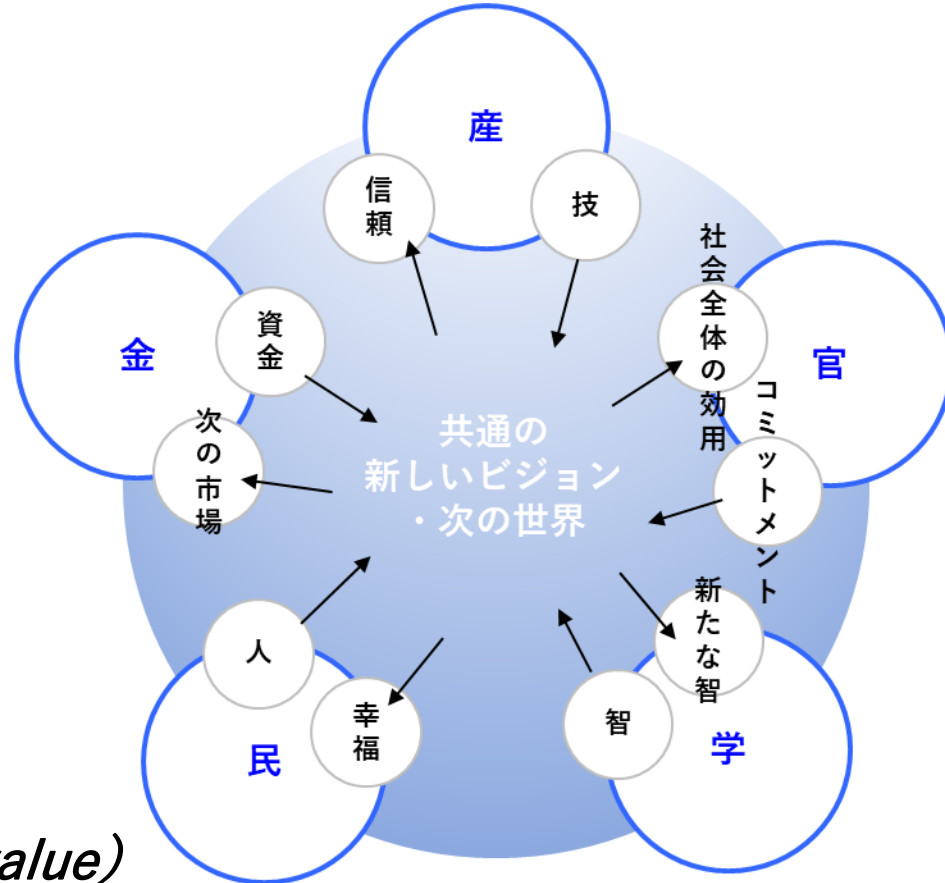 産
信頼
技
社会全体の効用
官
コミットメント
金
資金
次の市場
共通の
新しいビジョン
・次の世界
人
民
幸福
智
新たな智
学
alue)